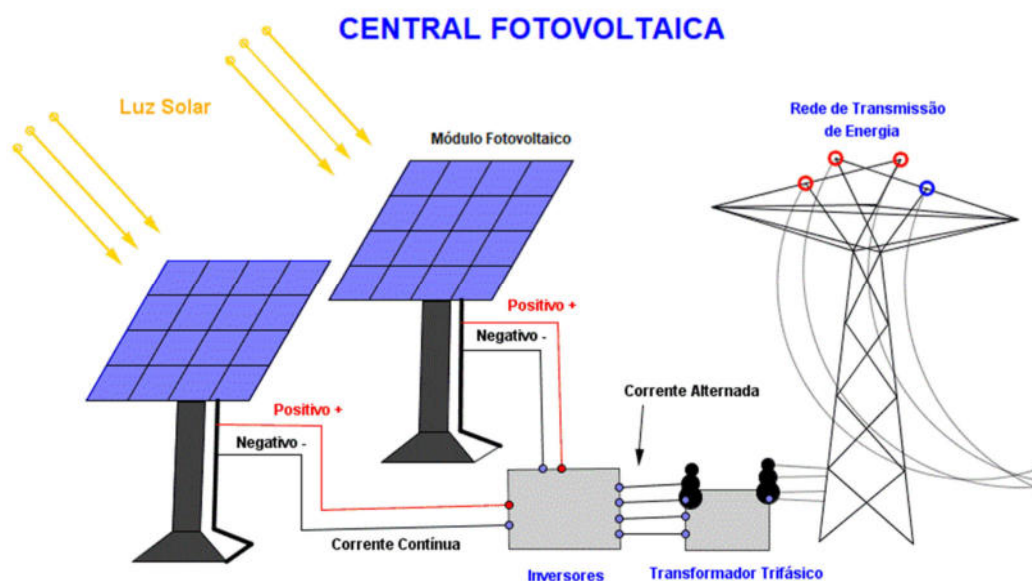 CENTRAL FOTOVOLTAICA
Luz Solar
Módulo Fotovoltaico
Rede de Transmissão
de Energia
Positivo +
Negativo -
Corrente Alternada
Positivo +
Negativo -
Corrente Contínua
Inversores
Transformador Trifásico